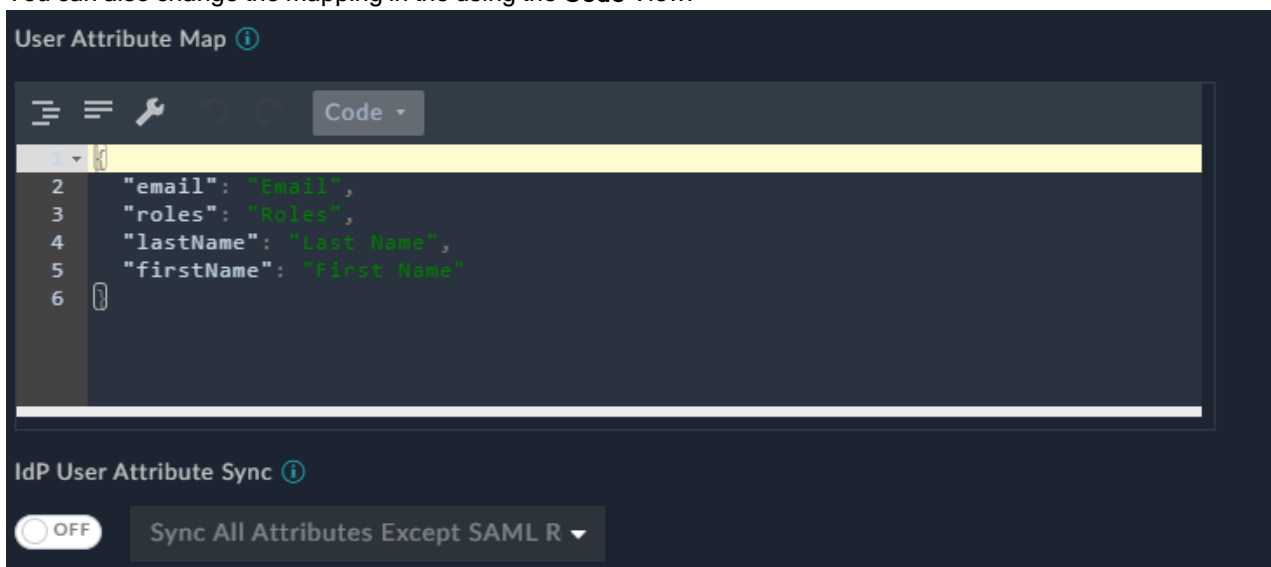 User Attribute Map
Code
1 {
2 "email": "Email",
3 "roles": "Roles",
4 "lastName": "Last Name",
5 "firstName": "First Name"
6 }
IdP User Attribute Sync
OFF Sync All Attributes Except SAML R